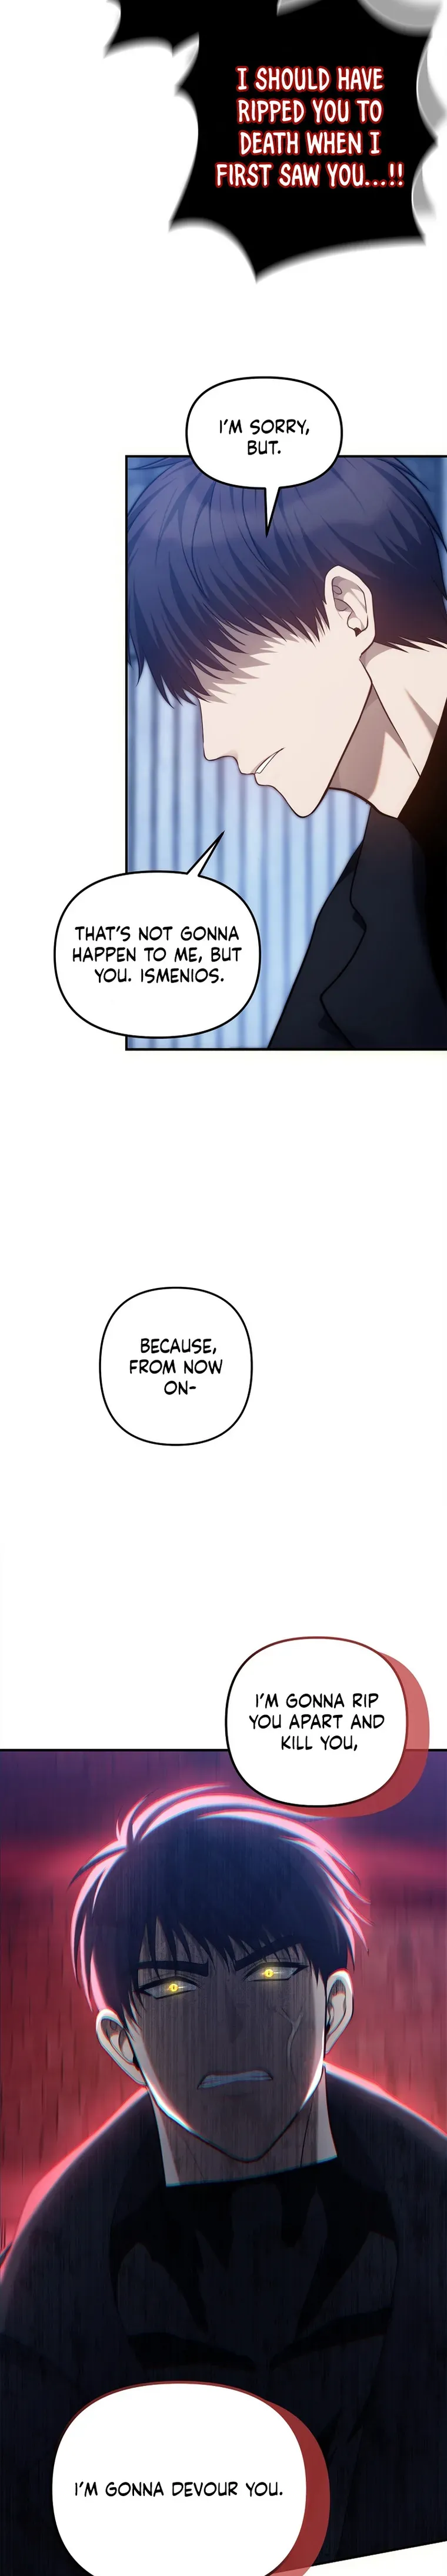 I SHOULD HAVE
RIPPED YOU TO
DEATH WHEN I
FIRST SAW YOU...!!
I'M SORRY,
BUT.
THAT'S NOT GONNA
HAPPEN TO ME, BUT
YOU. ISMENIOS.
BECAUSE,
FROM NOW
ON-
I'M GONNA RIP
YOU APART AND
KILL YOU,
I'M GONNA DEVOUR YOU.